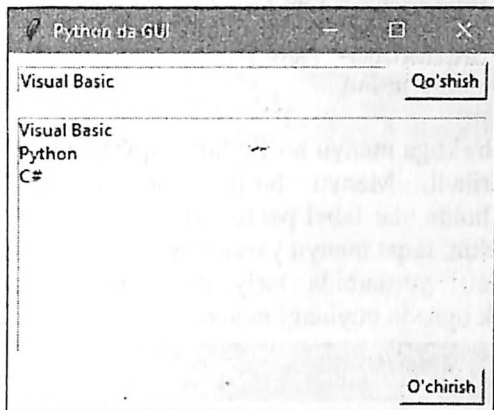 Python da GUI
Visual Basic
Qo'shish
Visual Basic
Python
C#
O'chirish